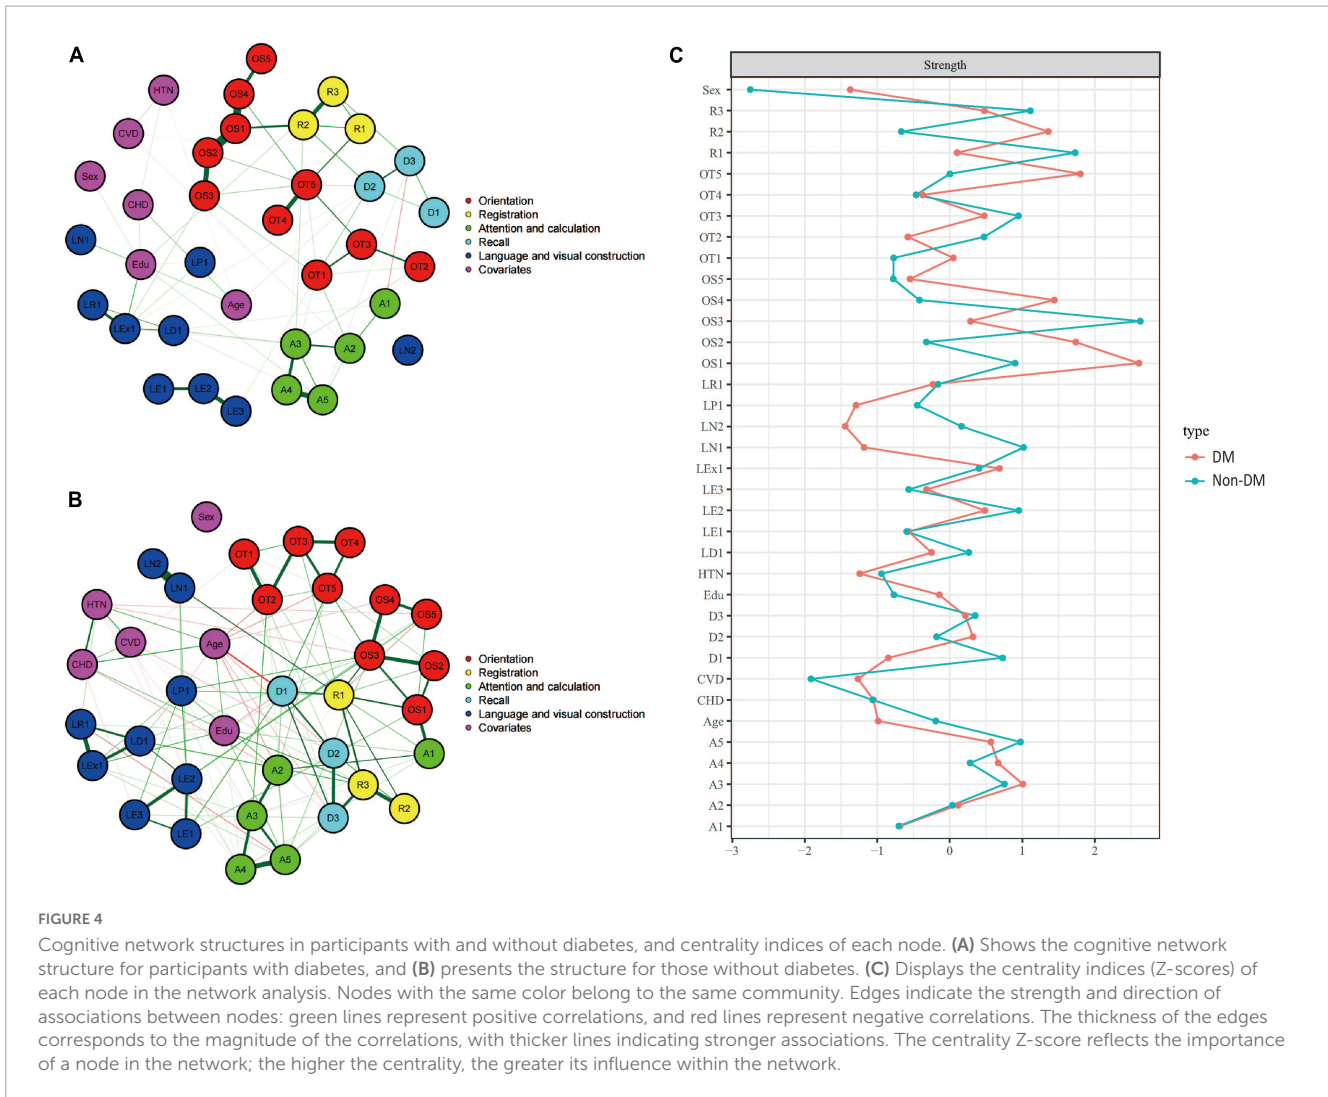 A
OS5
HTN
OS4
R3
CVD
OS1
R2
R1
OS2
D3
Sex
OT5
D2
OS3
CHD
OT4
D1
LN1
OT3
Edu
LP1
OT1
OT2
LR1
Age
A1
LEx1
LD1
A3
A2
LN2
LE1
LE2
A4
A5
LE3
Orientation
Registration
Attention and calculation
Recall
Language and visual construction
Covariates
B
Sex
OT1
OT3
OT4
LN2
LN1
OT2
OT5
HTN
OS4
OS5
CVD
Age
CHD
OS3
OS2
LP1
D1
R1
OS1
LR1
LD1
Edu
D2
A1
LEx1
A2
LE2
R3
R2
LE3
A3
D3
LE1
A4
A5
Orientation
Registration
Attention and calculation
Recall
Language and visual construction
Covariates
C
Strength
Sex
R3
R2
R1
OT5
OT4
OT3
OT2
OT1
OS5
OS4
OS3
OS2
OS1
LR1
LP1
LN2
LN1
LEx1
LE3
LE2
LE1
LD1
HTN
Edu
D3
D2
D1
CVD
CHD
Age
A5
A4
A3
A2
A1
−3 −2 −1 0 1 2
type
DM
Non-DM
FIGURE 4
Cognitive network structures in participants with and without diabetes, and centrality indices of each node. (A) Shows the cognitive network
structure for participants with diabetes, and (B) presents the structure for those without diabetes. (C) Displays the centrality indices (Z-scores) of
each node in the network analysis. Nodes with the same color belong to the same community. Edges indicate the strength and direction of
associations between nodes: green lines represent positive correlations, and red lines represent negative correlations. The thickness of the edges
corresponds to the magnitude of the correlations, with thicker lines indicating stronger associations. The centrality Z-score reflects the importance
of a node in the network; the higher the centrality, the greater its influence within the network.